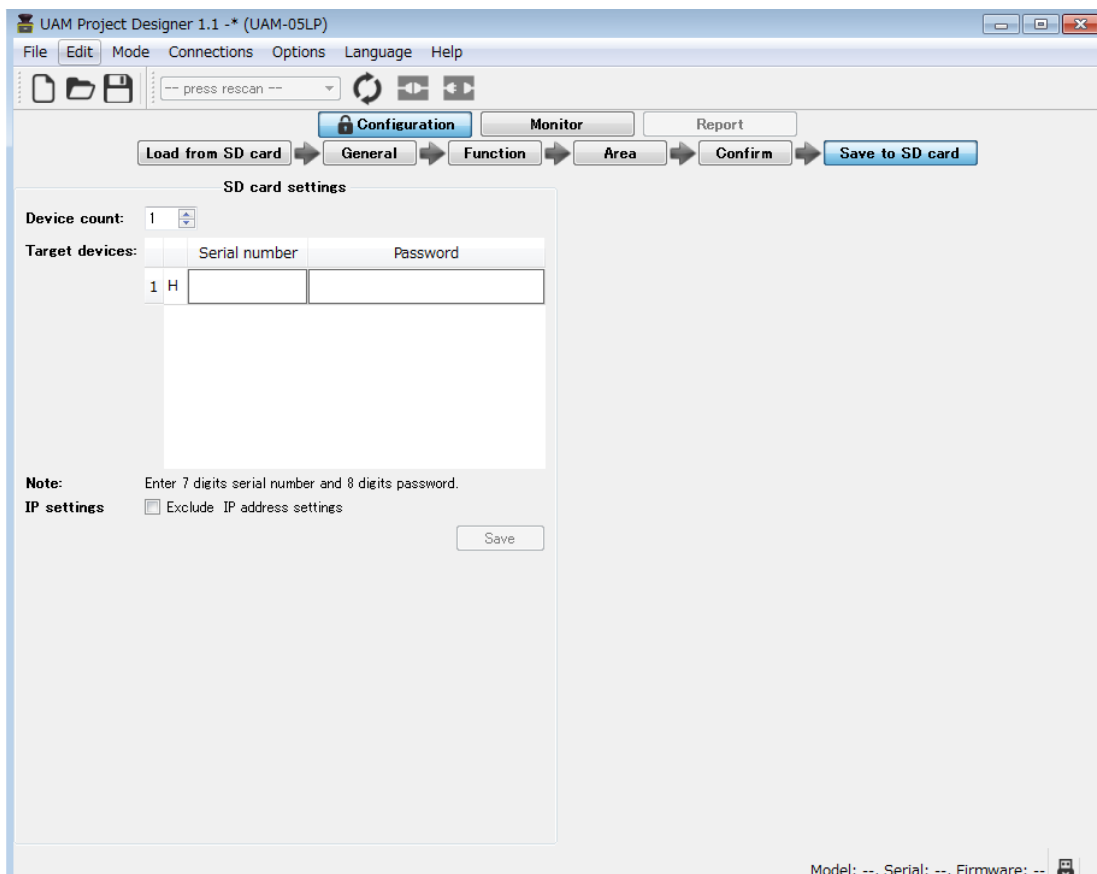 UAM Project Designer 1.1 -* (UAM-05LP)
File Edit Mode Connections Options Language Help
-- press rescan --
Configuration Monitor Report
Load from SD card General Function Area Confirm Save to SD card
SD card settings
Device count: 1
Target devices: Serial number Password
1 H
Note: Enter 7 digits serial number and 8 digits password.
IP settings Exclude IP address settings
Save
Model: --, Serial: --, Firmware: --